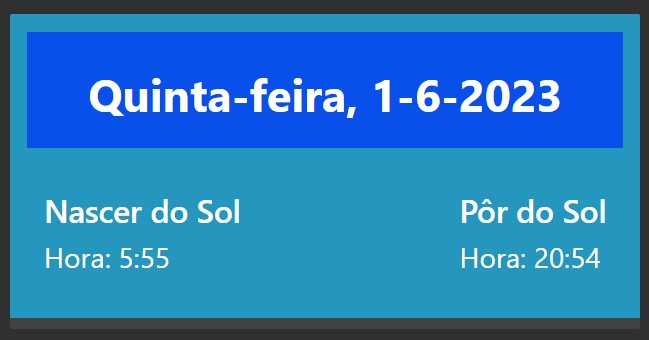 Quinta-feira, 1-6-2023
Nascer do Sol
Hora: 5:55
Pôr do Sol
Hora: 20:54